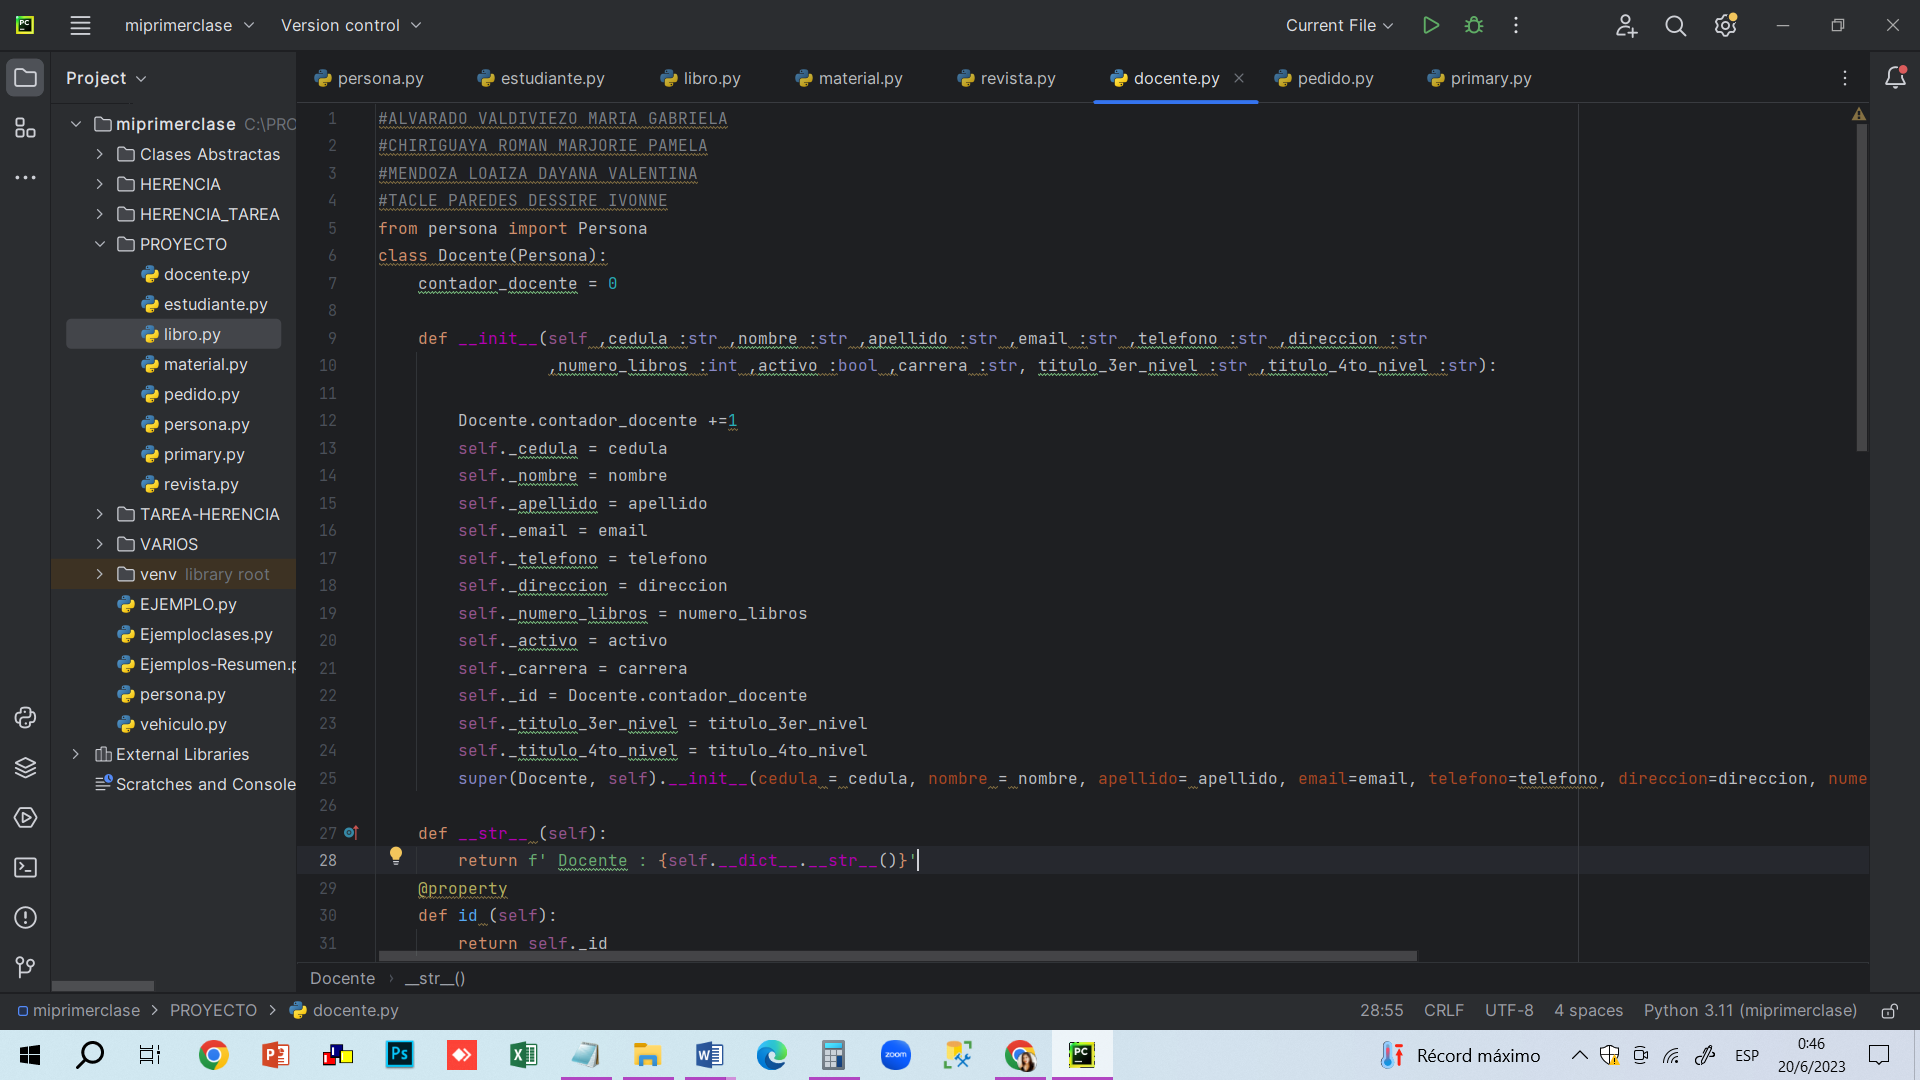 miprimerclase
Version control
Current File
Project
persona.py
estudiante.py
libro.py
material.py
revista.py
docente.py
pedido.py
primary.py
miprimerclase C:\PRO
Clases Abstractas
HERENCIA
HERENCIA_TAREA
PROYECTO
docente.py
estudiante.py
libro.py
material.py
pedido.py
persona.py
primary.py
revista.py
TAREA-HERENCIA
VARIOS
venv library root
EJEMPLO.py
Ejemploclases.py
Ejemplos-Resumen.p
persona.py
vehiculo.py
External Libraries
Scratches and Console
1 #ALVARADO VALDIVIEZO MARIA GABRIELA
2 #CHIRIGUAYA ROMAN MARJORIE PAMELA
3 #MENDOZA LOAIZA DAYANA VALENTINA
4 #TACLE PAREDES DESSIRE IVONNE
5 from persona import Persona
6 class Docente(Persona):
7 contador_docente = 0
8
9 def __init__(self ,cedula :str ,nombre :str ,apellido :str ,email :str ,telefono :str ,direccion :str
10 ,numero_libros :int ,activo :bool ,carrera :str, titulo_3er_nivel :str ,titulo_4to_nivel :str):
11
12 Docente.contador_docente +=1
13 self._cedula = cedula
14 self._nombre = nombre
15 self._apellido = apellido
16 self._email = email
17 self._telefono = telefono
18 self._direccion = direccion
19 self._numero_libros = numero_libros
20 self._activo = activo
21 self._carrera = carrera
22 self._id = Docente.contador_docente
23 self._titulo_3er_nivel = titulo_3er_nivel
24 self._titulo_4to_nivel = titulo_4to_nivel
25 super(Docente, self).__init__(cedula = cedula, nombre = nombre, apellido= apellido, email=email, telefono=telefono, direccion=direccion, nume
26
27 def __str__ (self):
28 return f' Docente : {self.__dict__.__str__()}'
29 @property
30 def id (self):
31 return self._id
Docente › __str__()
miprimerclase > PROYECTO > docente.py
28:55 CRLF UTF-8 4 spaces Python 3.11 (miprimerclase)
Récord máximo
ESP
0:46
20/6/2023